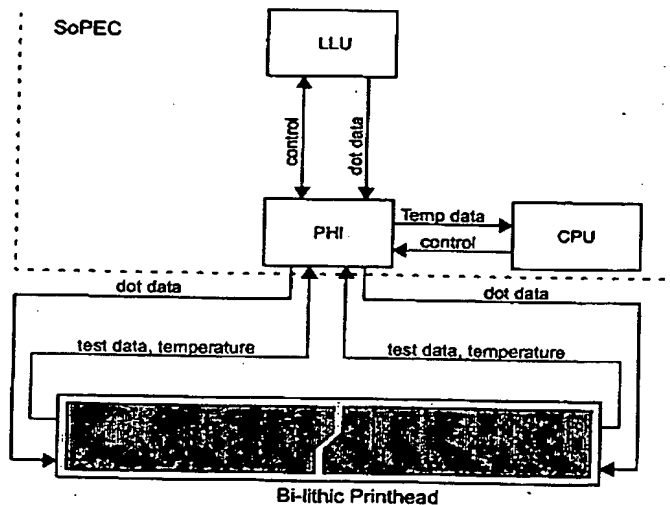 SoPEC
LLU
control
dot data
PHI
Temp data
control
CPU
dot data
dot data
test data, temperature
test data, temperature
Bi-lithic Printhead